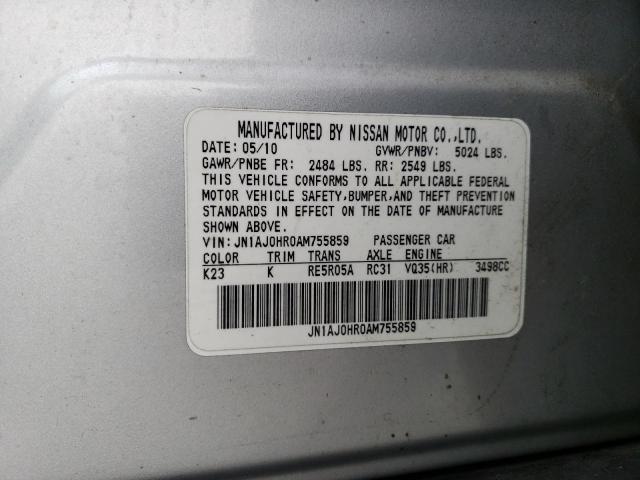 MANUFACTURED BY NISSAN MOTOR CO.,LTD.
DATE: 05/10 GVWR/PNBV: 5024 LBS.
GAWR/PNBE FR: 2484 LBS. RR: 2549 LBS.
THIS VEHICLE CONFORMS TO ALL APPLICABLE FEDERAL
MOTOR VEHICLE SAFETY,BUMPER,AND THEFT PREVENTION
STANDARDS IN EFFECT ON THE DATE OF MANUFACTURE
SHOWN ABOVE.
VIN: JN1AJ0HR0AM755859 PASSENGER CAR
COLOR TRIM TRANS AXLE ENGINE
K23 K RE5R05A RC31 VQ35(HR) 3498CC
JN1AJ0HR0AM755859